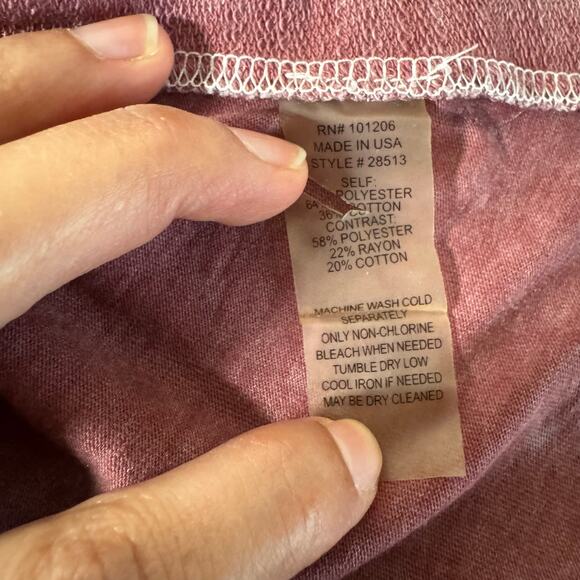 RN# 101206
MADE IN USA
STYLE # 28513
SELF:
64 POLYESTER
36% COTTON
CONTRAST:
58% POLYESTER
22% RAYON
20% COTTON
MACHINE WASH COLD
SEPARATELY
ONLY NON-CHLORINE
BLEACH WHEN NEEDED
TUMBLE DRY LOW
COOL IRON IF NEEDED
MAY BE DRY CLEANED